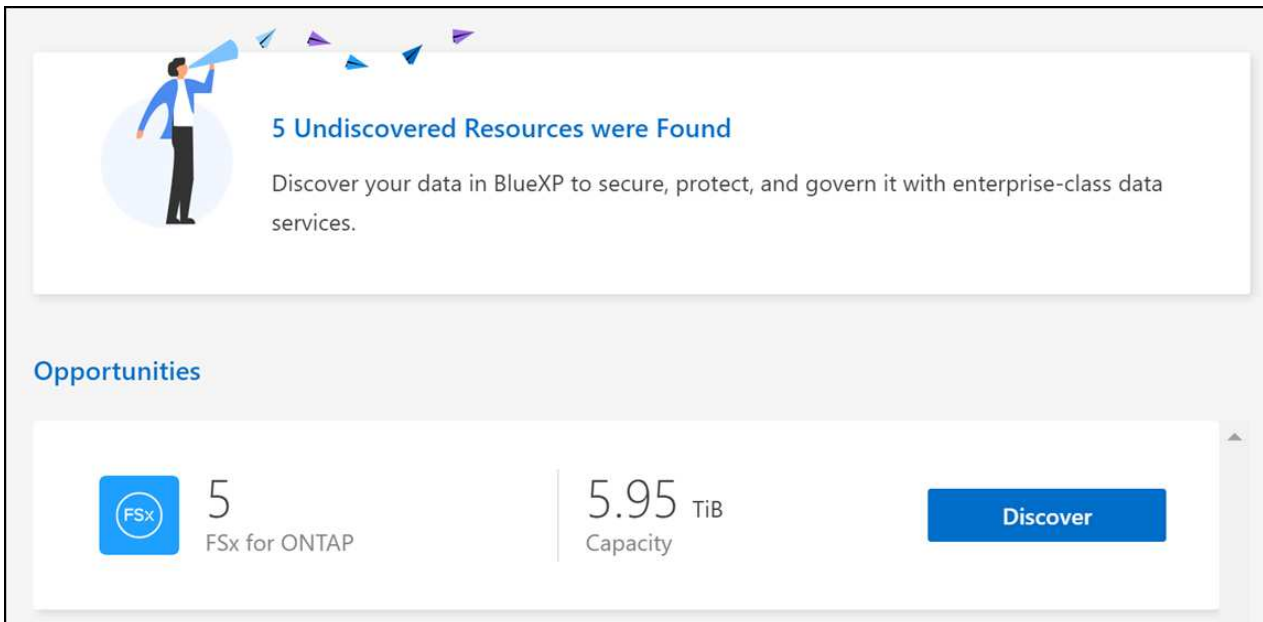 5 Undiscovered Resources were Found
Discover your data in BlueXP to secure, protect, and govern it with enterprise-class data
services.
Opportunities
FSx
5
FSx for ONTAP
5.95 TiB
Capacity
Discover